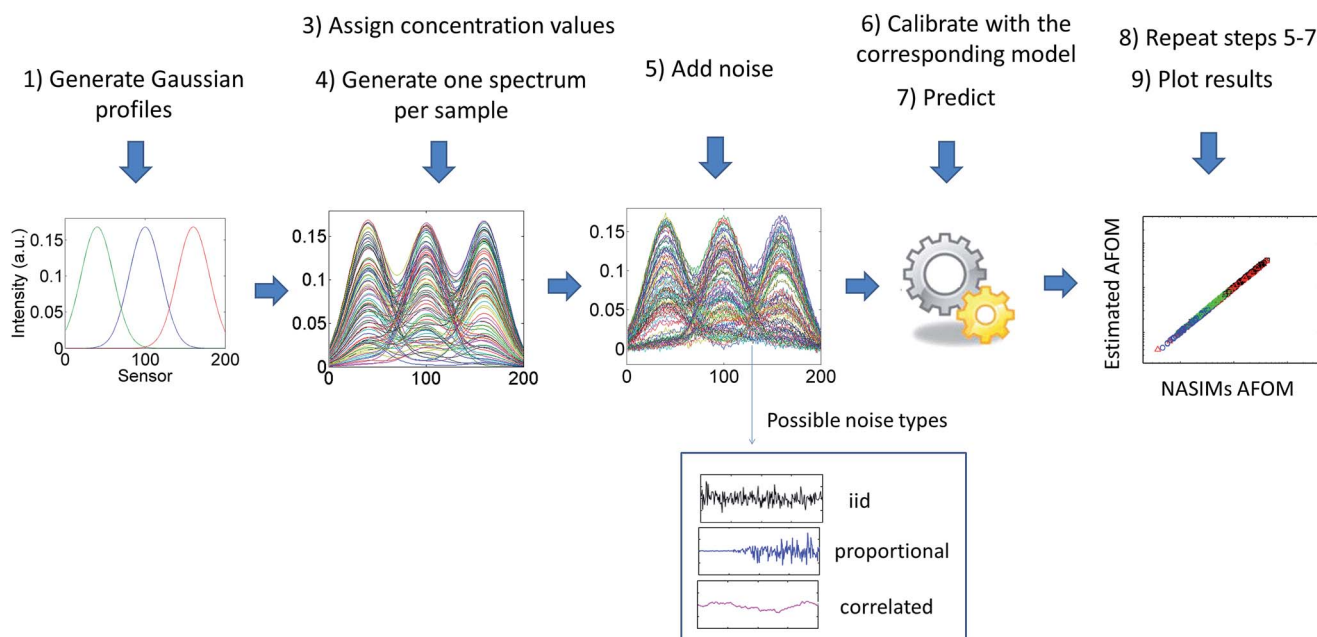 1) Generate Gaussian
profiles
3) Assign concentration values
4) Generate one spectrum
per sample
5) Add noise
6) Calibrate with the
corresponding model
7) Predict
8) Repeat steps 5-7
9) Plot results
Intensity (a.u.)
0.15
0.1
0.05
0
0
100
200
Sensor
0.15
0.1
0.05
0
0
100
200
0.15
0.1
0.05
0
0
100
200
Estimated AFOM
NASIMs AFOM
Possible noise types
iid
proportional
correlated